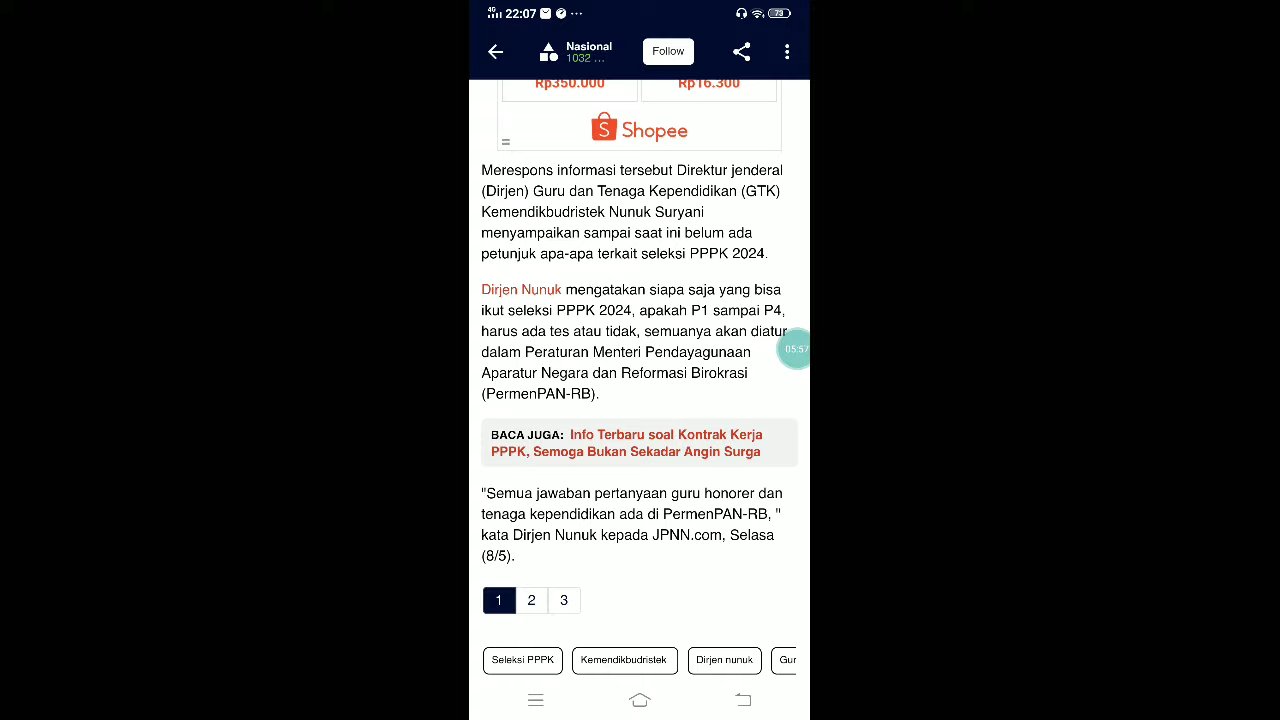 4G 22:07 73
Nasional
1032 ...
Follow
Rp350.000 Rp16.300
S Shopee
Merespons informasi tersebut Direktur jenderal
(Dirjen) Guru dan Tenaga Kependidikan (GTK)
Kemendikbudristek Nunuk Suryani
menyampaikan sampai saat ini belum ada
petunjuk apa-apa terkait seleksi PPPK 2024.
Dirjen Nunuk mengatakan siapa saja yang bisa
ikut seleksi PPPK 2024, apakah P1 sampai P4,
harus ada tes atau tidak, semuanya akan diatur
05:57
dalam Peraturan Menteri Pendayagunaan
Aparatur Negara dan Reformasi Birokrasi
(PermenPAN-RB).
BACA JUGA: Info Terbaru soal Kontrak Kerja
PPPK, Semoga Bukan Sekadar Angin Surga
"Semua jawaban pertanyaan guru honorer dan
tenaga kependidikan ada di PermenPAN-RB, "
kata Dirjen Nunuk kepada JPNN.com, Selasa
(8/5).
1 2 3
Seleksi PPPK Kemendikbudristek Dirjen nunuk